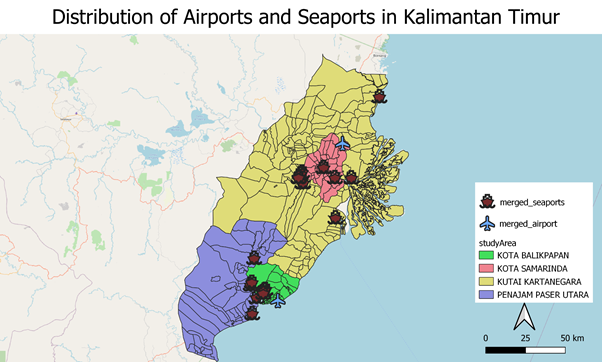 Distribution of Airports and Seaports in Kalimantan Timur
merged_seaports
merged_airport
studyArea
KOTA BALIKPAPAN
KOTA SAMARINDA
KUTAI KARTANEGARA
PENAJAM PASER UTARA
0 25 50 km